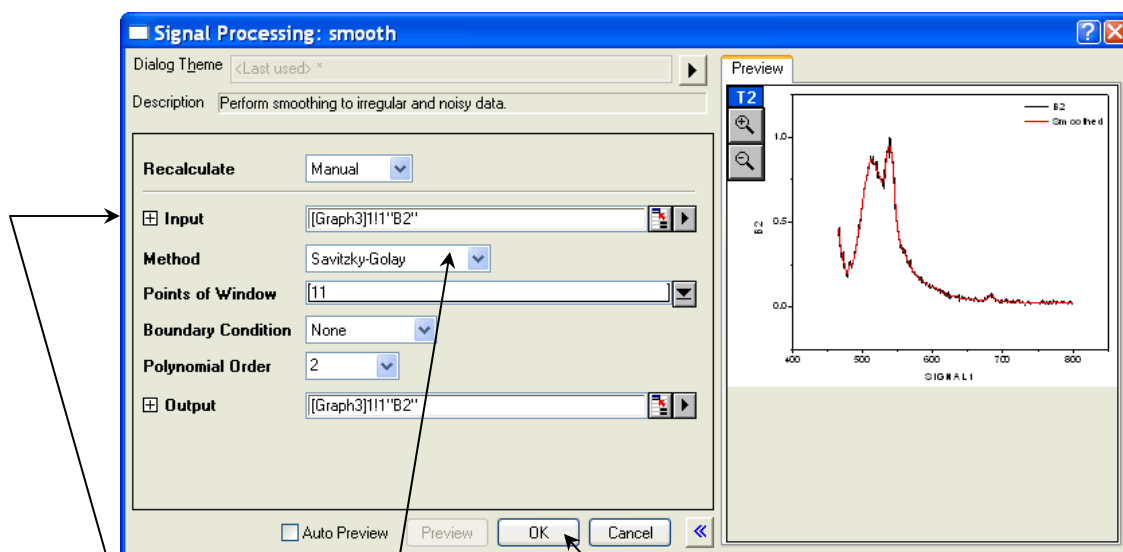 Signal Processing: smooth
Dialog Theme <Last used> *
Description Perform smoothing to irregular and noisy data.
Recalculate Manual
Input [Graph3]1!1"B2"
Method Savitzky-Golay
Points of Window 11
Boundary Condition None
Polynomial Order 2
Output [Graph3]1!1"B2"
Auto Preview Preview OK Cancel
Preview
T2
B2
Smoothed
1.0
0.5
0.0
B2
400 500 600 700 800
SIGNAL1